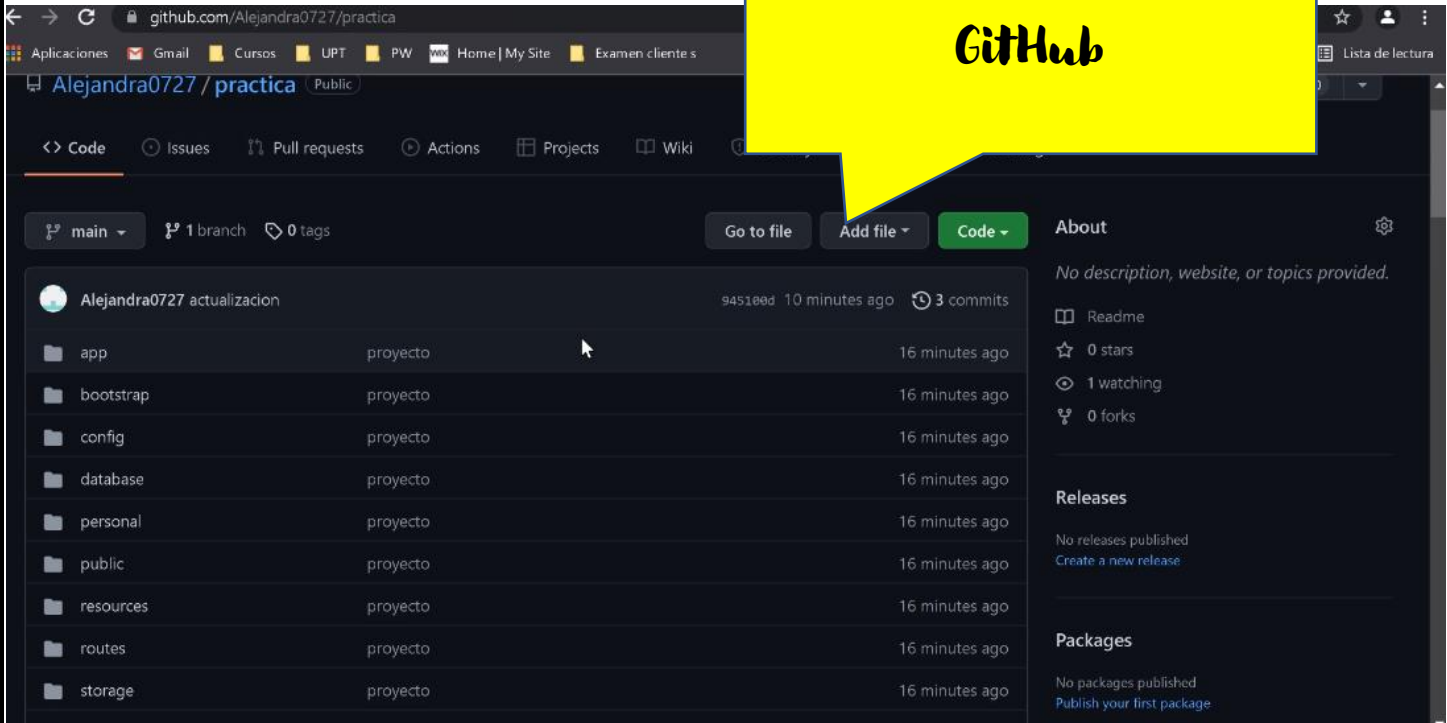 github.com/Alejandra0727/practica
Aplicaciones Gmail Cursos UPT PW WIX Home | My Site Examen cliente s Lista de lectura
GitHub
Alejandra0727 / practica Public
<> Code Issues Pull requests Actions Projects Wiki
main 1 branch 0 tags Go to file Add file Code
Alejandra0727 actualizacion 945100d 10 minutes ago 3 commits
app proyecto 16 minutes ago
bootstrap proyecto 16 minutes ago
config proyecto 16 minutes ago
database proyecto 16 minutes ago
personal proyecto 16 minutes ago
public proyecto 16 minutes ago
resources proyecto 16 minutes ago
routes proyecto 16 minutes ago
storage proyecto 16 minutes ago
About
No description, website, or topics provided.
Readme
0 stars
1 watching
0 forks
Releases
No releases published
Create a new release
Packages
No packages published
Publish your first package